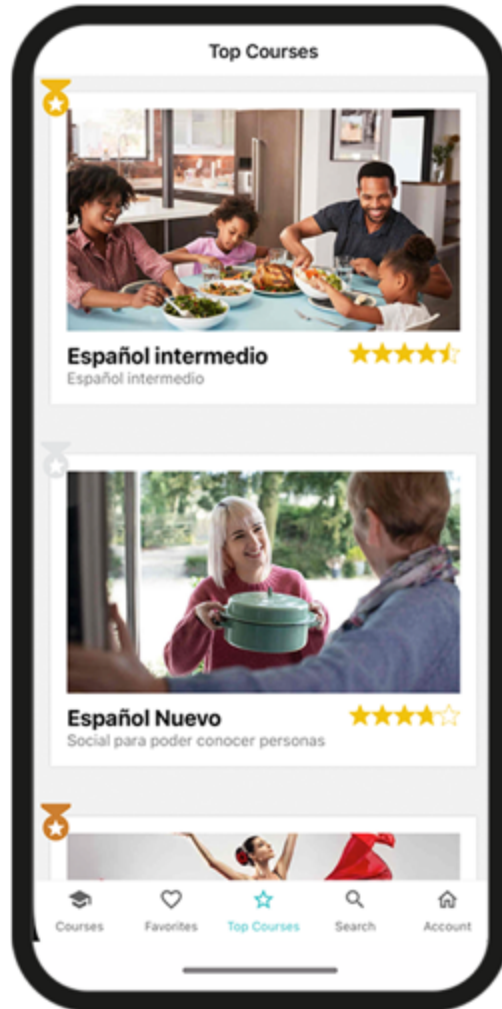 Top Courses
Español intermedio
Español intermedio
Español Nuevo
Social para poder conocer personas
Courses
Favorites
Top Courses
Search
Account